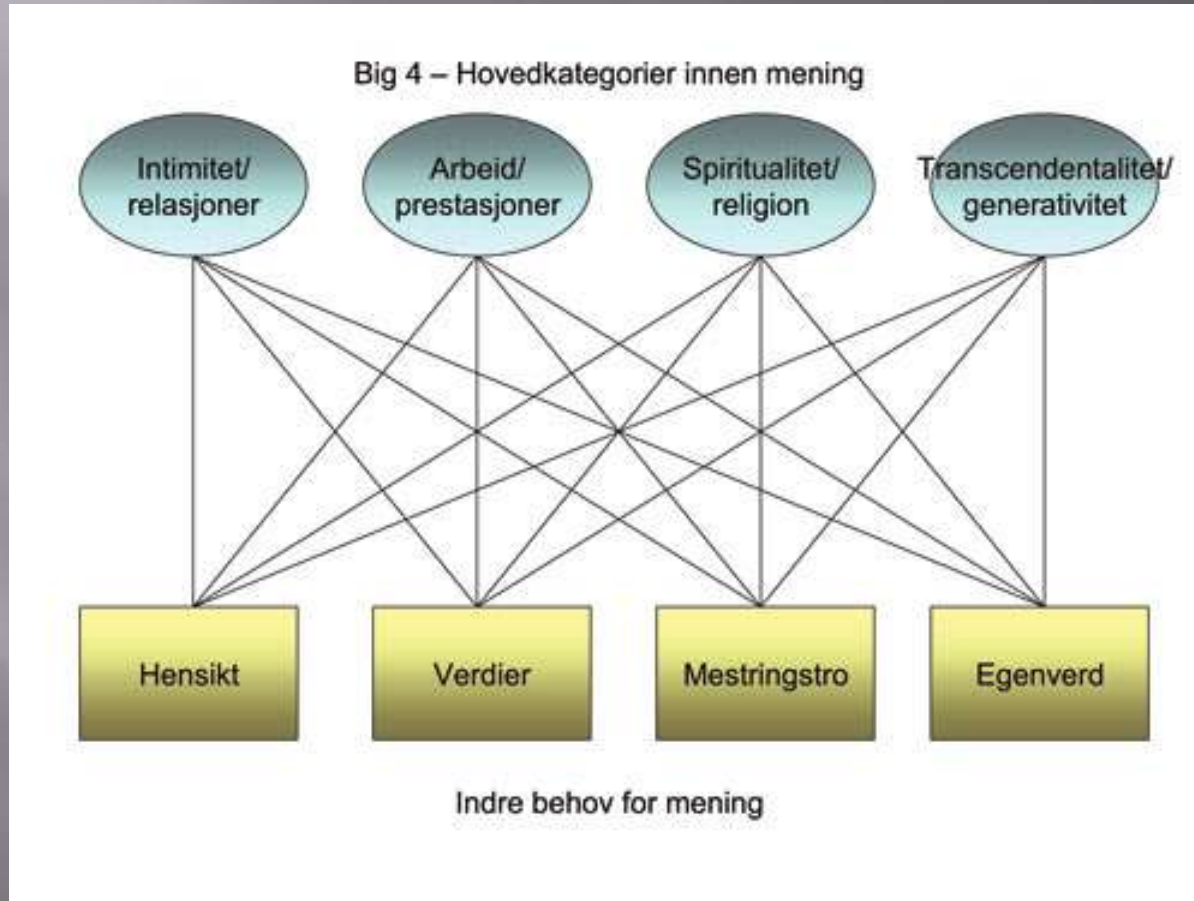 Big 4 – Hovedkategorier innen mening
Intimitet/
relasjoner
Arbeid/
prestasjoner
Spiritualitet/
religion
Transcendentalitet/
generativitet
Hensikt
Verdier
Mestringstro
Egenverd
Indre behov for mening